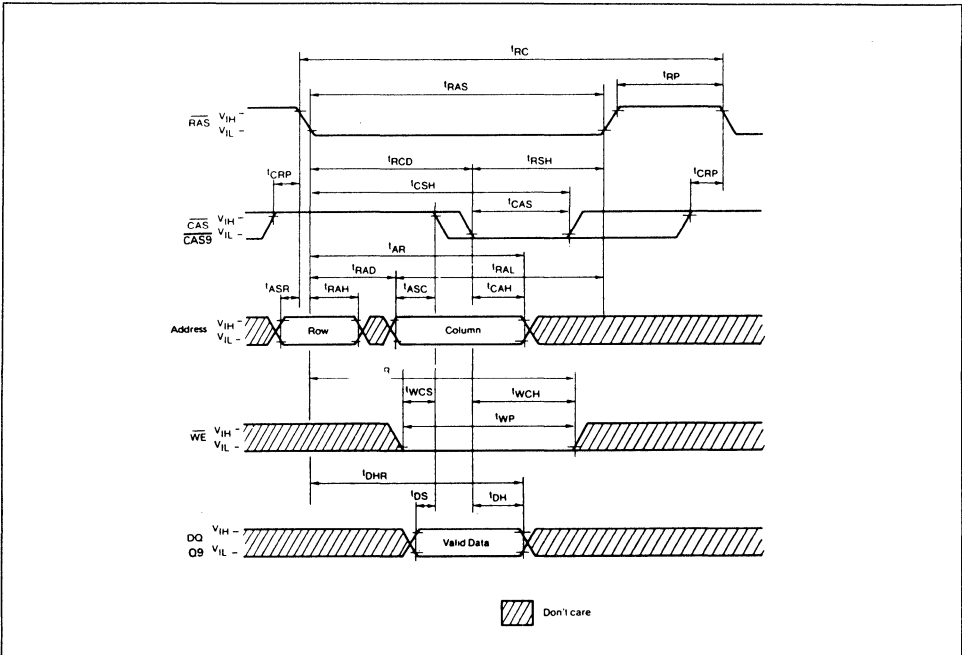 tRC
tRP
tRAS
RAS VIH
VIL
tRCD tRSH
tCRP tCSH tCRP
tCAS
CAS VIH
CAS9 VIL
tAR
tRAD tRAL
tASR tRAH tASC tCAH
Address VIH Row Column
VIL
tWCS tWCH
tWP
WE VIH
VIL
tDHR
tDS tDH
DQ VIH Valid Data
Q9 VIL
Don't care